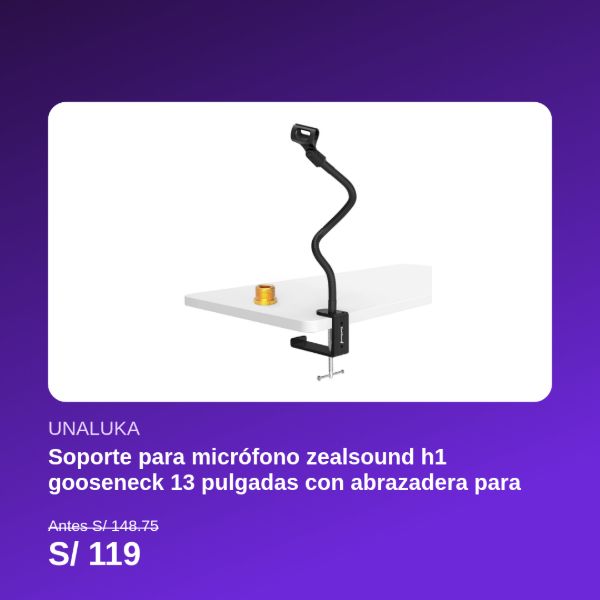 UNALUKA
Soporte para micrófono zealsound h1
gooseneck 13 pulgadas con abrazadera para
Antes S/ 148.75
S/ 119